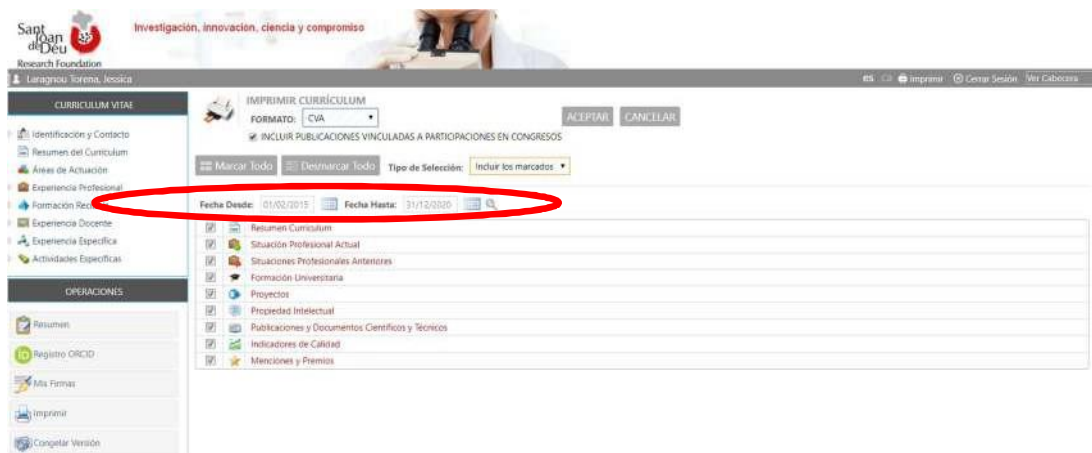 Sant
Joan
de Déu
Research Foundation
Investigación, innovación, ciencia y compromiso
Laragnou Torena, Jessica
es Imprimir Cerrar Sesión Ver Cabecera
CURRICULUM VITAE
Identificación y Contacto
Resumen del Curriculum
Áreas de Actuación
Experiencia Profesional
Formación
Experiencia Docente
Experiencia Específica
Actividades Específicas
OPERACIONES
Resumen
Registro ORCID
Mis Firmas
Imprimir
Congelar Versión
IMPRIMIR CURRÍCULUM
FORMATO: CVA
ACEPTAR CANCELAR
INCLUIR PUBLICACIONES VINCULADAS A PARTICIPACIONES EN CONGRESOS
Marcar Todo Desmarcar Todo Tipo de Selección: Incluir los marcados
Fecha Desde: 01/02/2015 Fecha Hasta: 31/12/2020
Resumen Curriculum
Situación Profesional Actual
Situaciones Profesionales Anteriores
Formación Universitaria
Proyectos
Propiedad Intelectual
Publicaciones y Documentos Científicos y Técnicos
Indicadores de Calidad
Menciones y Premios